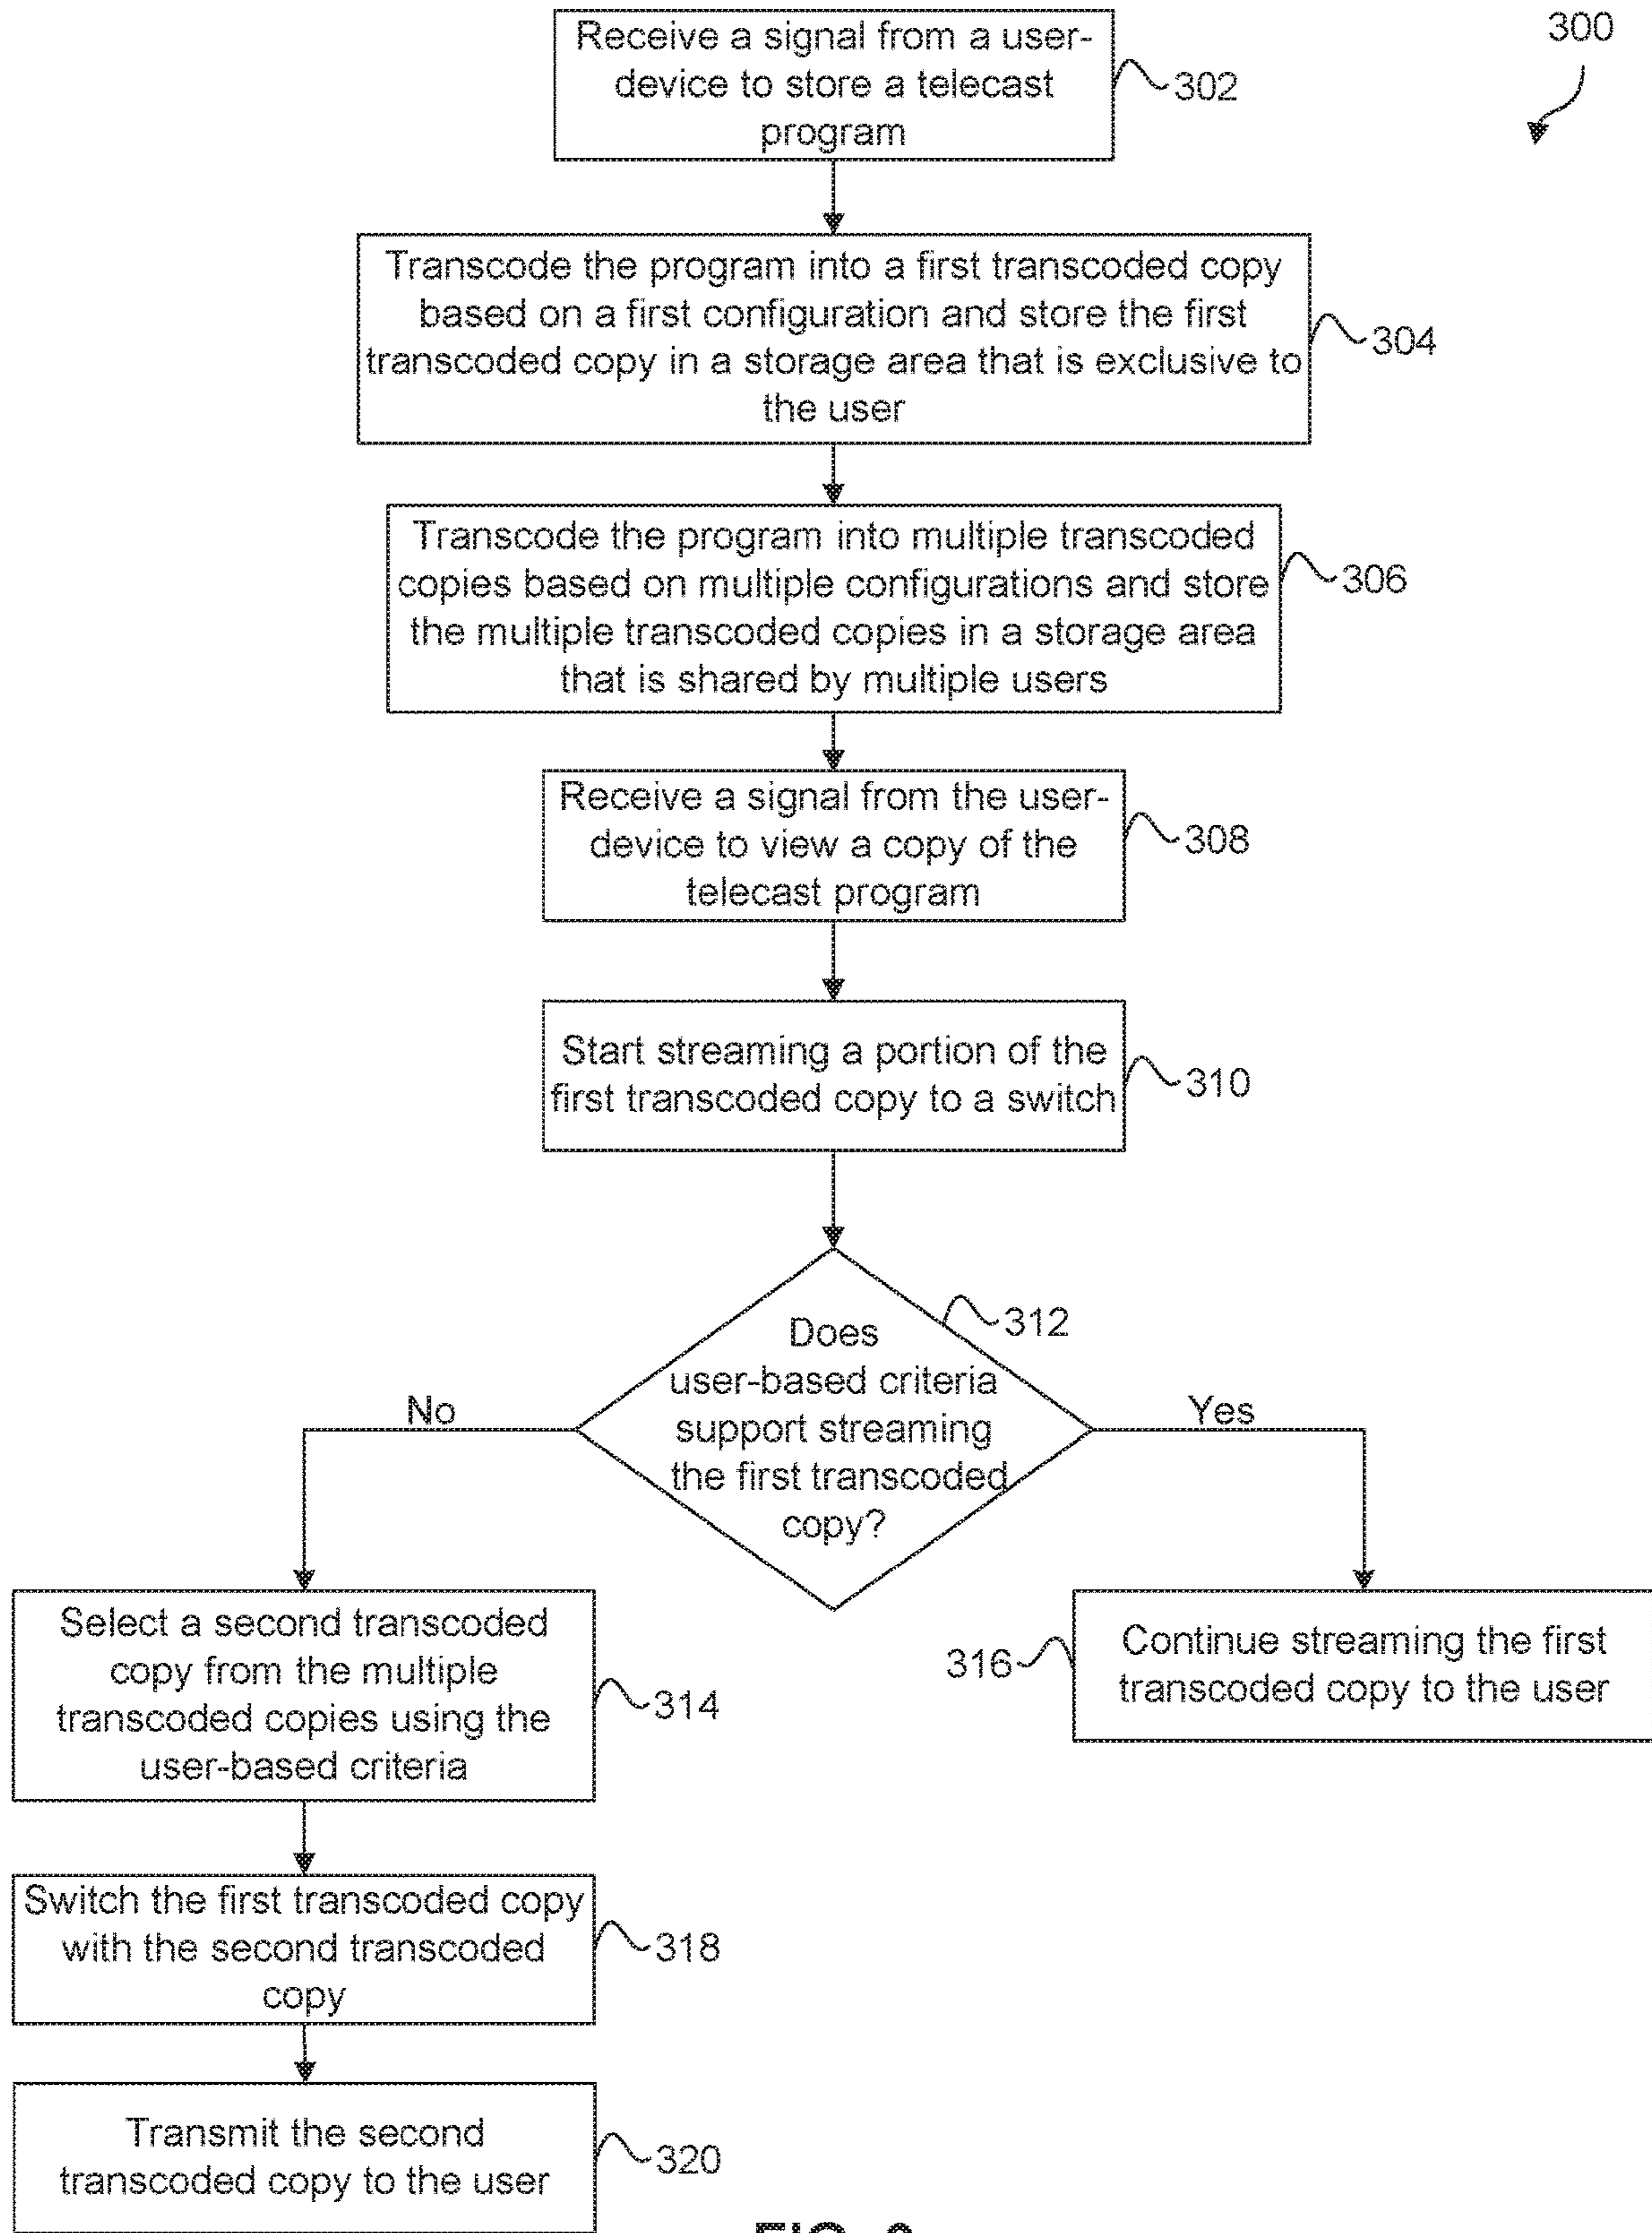 300
Receive a signal from a user-
device to store a telecast
program
302
Transcode the program into a first transcoded copy
based on a first configuration and store the first
transcoded copy in a storage area that is exclusive to
the user
304
Transcode the program into multiple transcoded
copies based on multiple configurations and store
the multiple transcoded copies in a storage area
that is shared by multiple users
306
Receive a signal from the user-
device to view a copy of the
telecast program
308
Start streaming a portion of the
first transcoded copy to a switch
310
Does
user-based criteria
support streaming
the first transcoded
copy?
312
No
Yes
Select a second transcoded
copy from the multiple
transcoded copies using the
user-based criteria
314
316
Continue streaming the first
transcoded copy to the user
Switch the first transcoded copy
with the second transcoded
copy
318
Transmit the second
transcoded copy to the user
320
FIG.